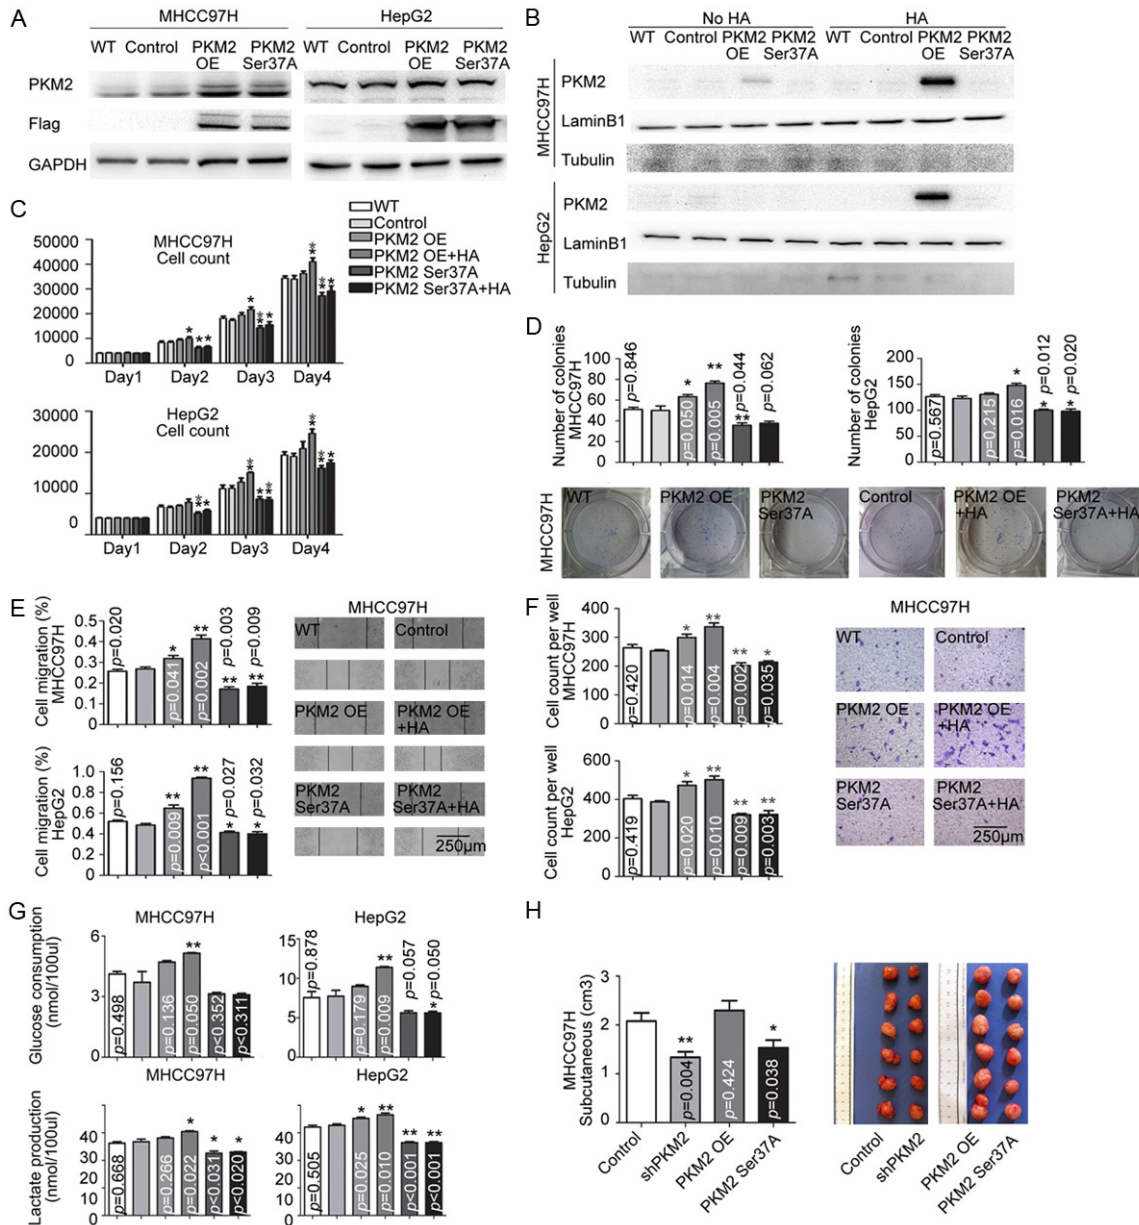 A
MHCC97H
HepG2
WT Control PKM2 OE PKM2 Ser37A
WT Control PKM2 OE PKM2 Ser37A
PKM2
Flag
GAPDH
B
No HA
HA
WT Control PKM2 OE PKM2 Ser37A WT Control PKM2 OE PKM2 Ser37A
MHCC97H
PKM2
LaminB1
Tubulin
HepG2
PKM2
LaminB1
Tubulin
C
WT
Control
PKM2 OE
PKM2 OE+HA
PKM2 Ser37A
PKM2 Ser37A+HA
MHCC97H
Cell count
50000
40000
30000
20000
10000
0
* ** * ** ** **
Day1 Day2 Day3 Day4
HepG2
Cell count
30000
20000
10000
0
Day1 Day2 Day3 Day4
D
Number of colonies
MHCC97H
100
80
60
40
20
0
p=0.846
*
p=0.050
**
p=0.005
p=0.044
**
p=0.062
Number of colonies
HepG2
150
100
50
0
p=0.567
p=0.215
*
p=0.016
p=0.012
*
p=0.020
*
MHCC97H
WT
PKM2 OE
PKM2 Ser37A
Control
PKM2 OE +HA
PKM2 Ser37A+HA
E
Cell migration (%)
MHCC97H
0.6
0.4
0.2
0.0
p=0.020
*
p=0.041
**
p=0.002
p=0.003
**
p=0.009
**
Cell migration (%)
HepG2
1.0
0.8
0.6
0.4
0.2
0.0
p=0.156
**
p=0.009
**
p<0.001
p=0.027
*
p=0.032
*
MHCC97H
WT
Control
PKM2 OE
PKM2 OE +HA
PKM2 Ser37A
PKM2 Ser37A+HA
250μm
F
Cell count per well
MHCC97H
400
200
0
p=0.420
*
p=0.014
**
p=0.004
**
p=0.002
*
p=0.035
Cell count per well
HepG2
600
400
200
0
p=0.419
*
p=0.020
**
p=0.010
**
p=0.009
**
p=0.003
MHCC97H
WT
Control
PKM2 OE
PKM2 OE +HA
PKM2 Ser37A
PKM2 Ser37A+HA
250μm
G
MHCC97H
Glucose consumption
(nmol/100ul)
6
3
0
p=0.498
p=0.136
**
p=0.050
p<0.352
p<0.311
HepG2
15
10
5
0
p=0.878
p=0.179
**
p=0.009
p=0.057
p=0.050
*
MHCC97H
Lactate production
(nmol/100ul)
40
30
20
10
0
p=0.668
p=0.266
*
p=0.022
*
p<0.031
*
p<0.020
HepG2
40
30
20
10
0
p=0.505
*
p=0.025
**
p=0.010
**
p<0.001
**
p<0.001
H
MHCC97H
Subcutaneous (cm3)
3
2
1
0
**
p=0.004
p=0.424
*
p=0.038
Control
shPKM2
PKM2 OE
PKM2 Ser37A
Control
shPKM2
PKM2 OE
PKM2 Ser37A